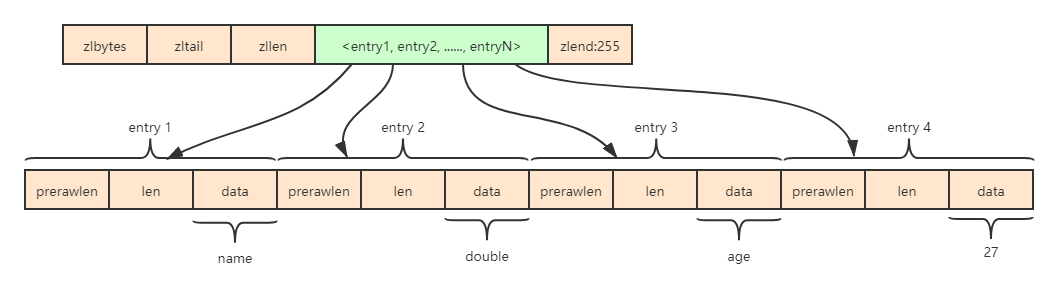 zlbytes zltail zllen <entry1, entry2, ......, entryN> zlend:255
entry 1 entry 2 entry 3 entry 4
prerawlen len data prerawlen len data prerawlen len data prerawlen len data
name double age 27